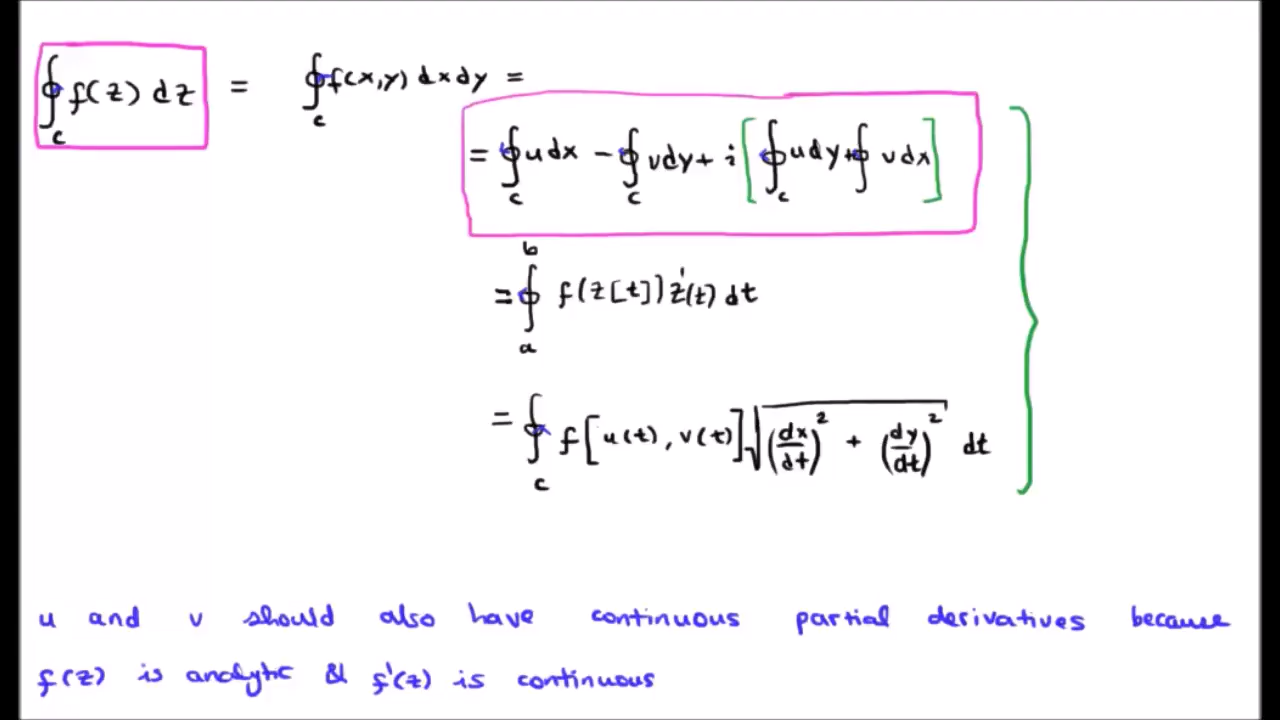 ∮_c f(z) dz = ∮_c f(x,y) dx dy =
= ∮_c u dx − ∮_c v dy + i [ ∮_c u dy + ∮ v dx ]
= ∮_a^b f(z[t]) z'(t) dt
= ∮_c f[u(t), v(t)] √((dx/dt)² + (dy/dt)²) dt
u and v should also have continuous partial derivatives because
f(z) is analytic & f'(z) is continuous